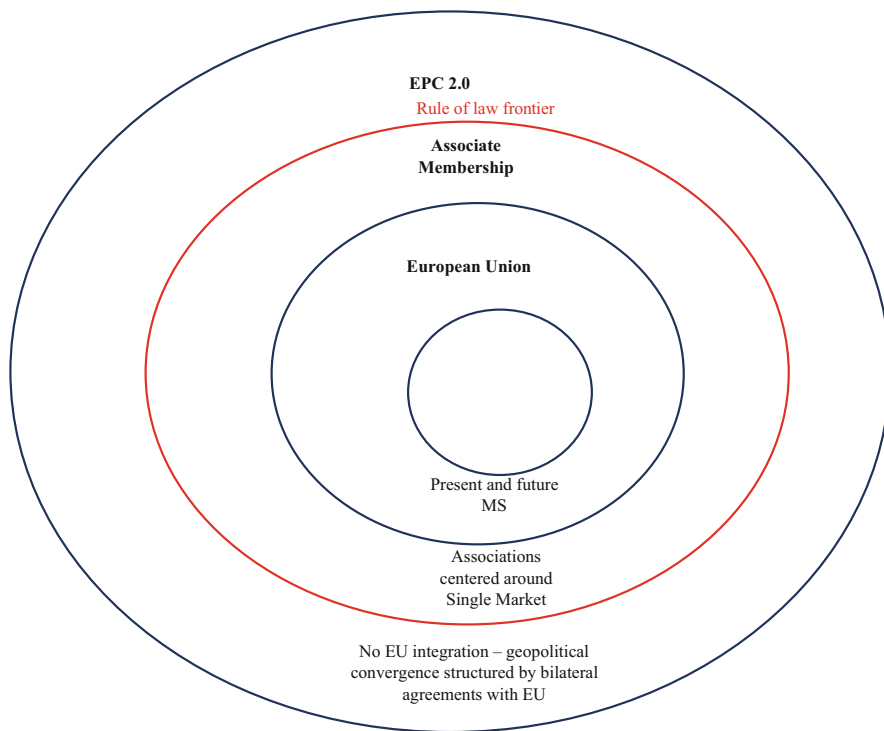 EPC 2.0
Rule of law frontier
Associate
Membership
European Union
Present and future
MS
Associations
centered around
Single Market
No EU integration – geopolitical
convergence structured by bilateral
agreements with EU